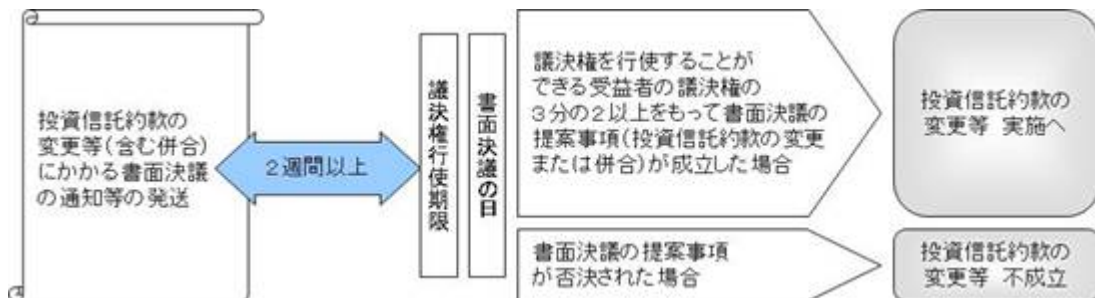 投資信託約款の
変更等(含む併合)
にかかる書面決議
の通知等の発送
２週間以上
議決権行使期限
書面決議の日
議決権を行使することが
できる受益者の議決権の
３分の２以上をもって書面決議の
提案事項(投資信託約款の変更
または併合)が成立した場合
投資信託約款の
変更等 実施へ
書面決議の提案事項
が否決された場合
投資信託約款の
変更等 不成立